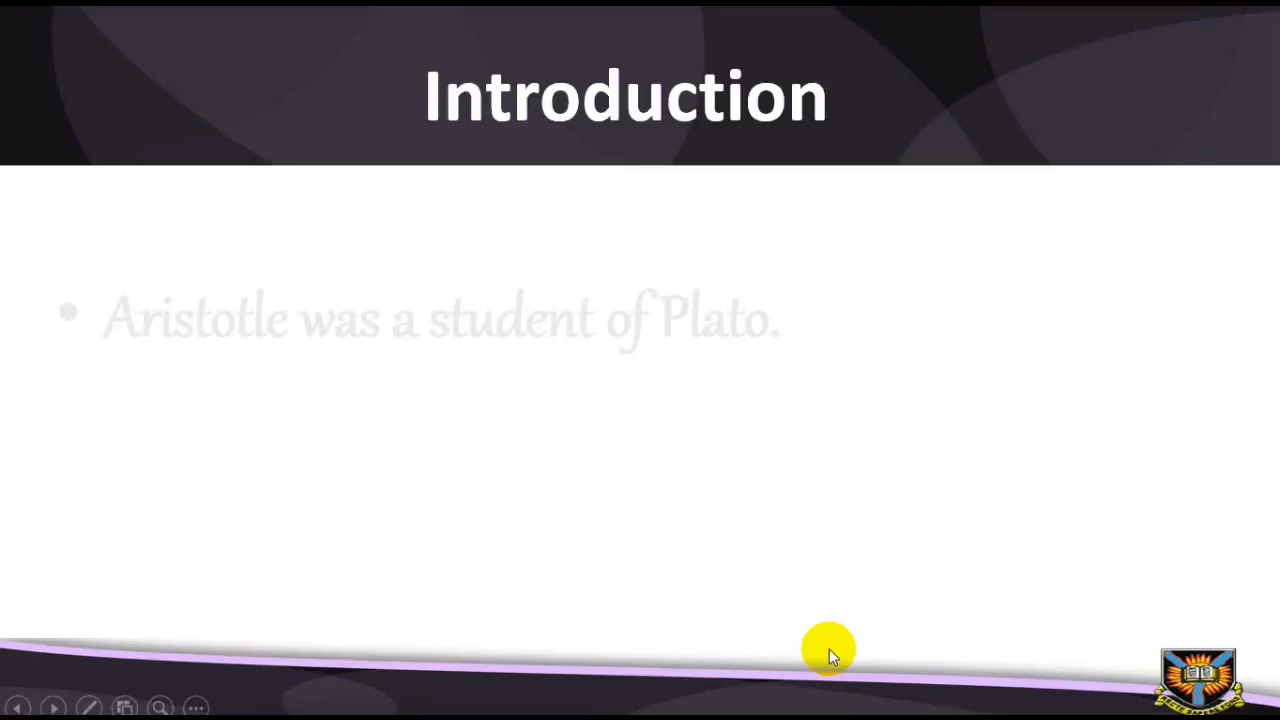 Introduction
• Aristotle was a student of Plato.